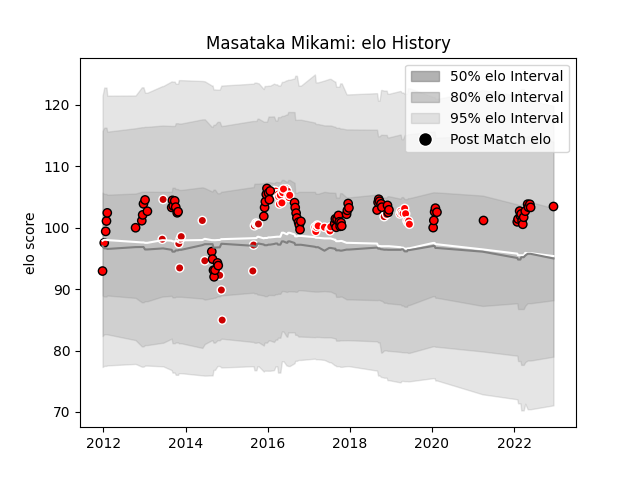 Masataka Mikami: elo History
50% elo Interval
80% elo Interval
95% elo Interval
Post Match elo
elo score
120
110
100
90
80
70
2012 2014 2016 2018 2020 2022